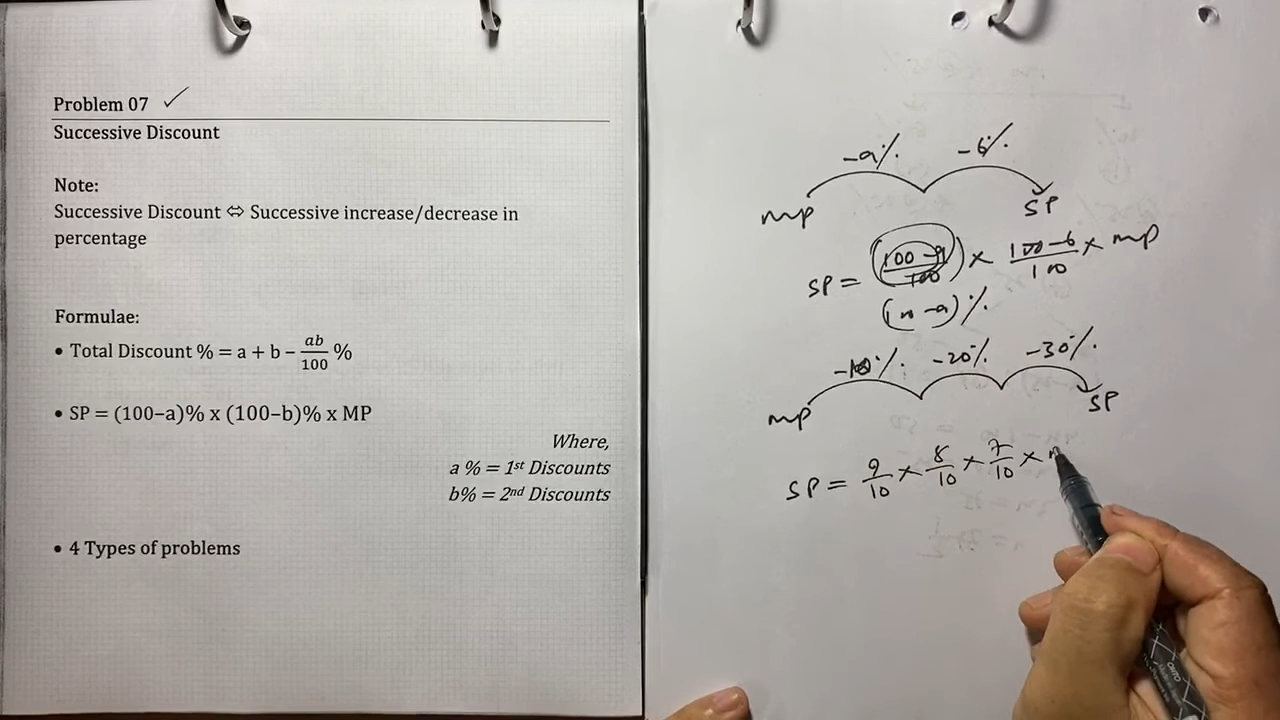 Problem 07 ✓
Successive Discount
Note:
Successive Discount ⇔ Successive increase/decrease in
percentage
Formulae:
• Total Discount % = a + b – ab/100 %
• SP = (100–a)% x (100–b)% x MP
Where,
a % = 1st Discounts
b% = 2nd Discounts
• 4 Types of problems
-a% -b%
MP SP
SP = (100-a/100) × 100-b/100 × MP
-10% -20% -30%
MP SP
SP = 9/10 × 8/10 × 7/10 ×